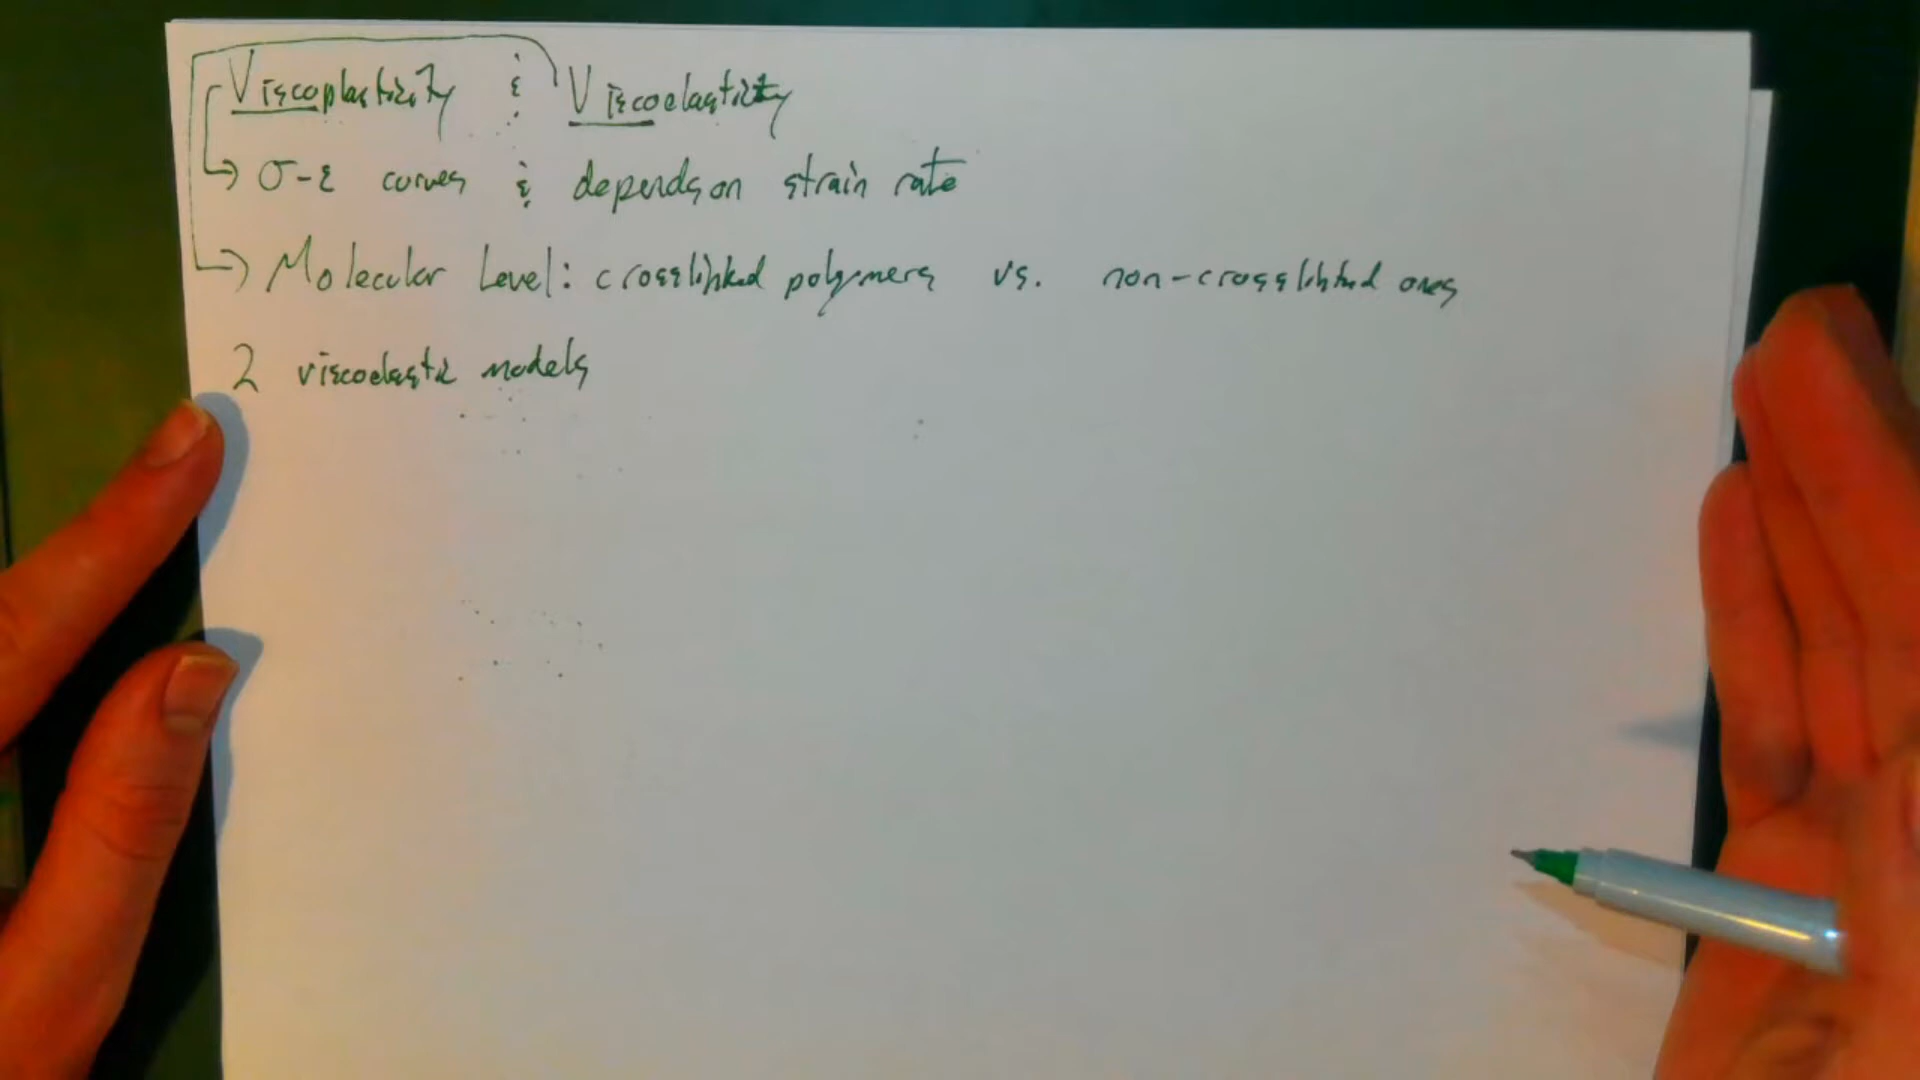 Viscoplasticity & Viscoelasticity
→ σ-ε curves & depends on strain rate
→ Molecular Level: crosslinked polymers vs. non-crosslinked ones
2 viscoelastic models